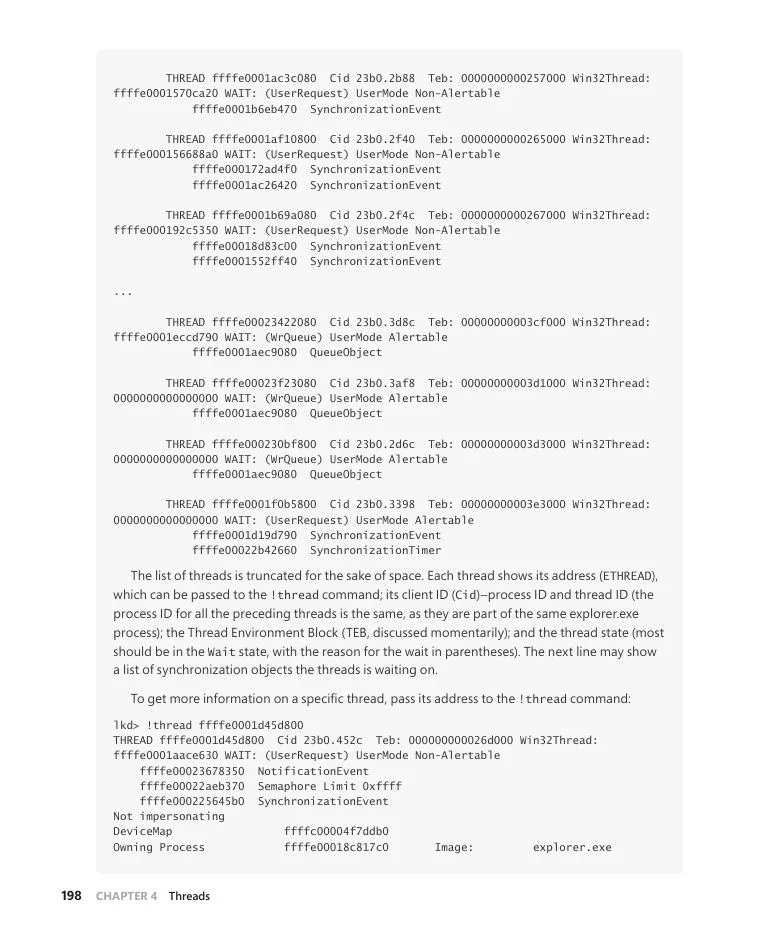 THREAD ffffe0001ac3c080 Cid 23b0.2b88 Teb: 0000000000257000 Win32Thread:
ffffe0001570ca20 WAIT: (UserRequest) UserMode Non-Alertable
ffffe0001b6eb470 SynchronizationEvent
THREAD ffffe0001af10800 Cid 23b0.2f40 Teb: 0000000000265000 Win32Thread:
ffffe000156688a0 WAIT: (UserRequest) UserMode Non-Alertable
ffffe000172ad4f0 SynchronizationEvent
ffffe0001ac26420 SynchronizationEvent
THREAD ffffe0001b69a080 Cid 23b0.2f4c Teb: 0000000000267000 Win32Thread:
ffffe000192c5350 WAIT: (UserRequest) UserMode Non-Alertable
ffffe00018d83c00 SynchronizationEvent
ffffe0001552ff40 SynchronizationEvent
...
THREAD ffffe00023422080 Cid 23b0.3d8c Teb: 00000000003cf000 Win32Thread:
ffffe0001eccd790 WAIT: (WrQueue) UserMode Alertable
ffffe0001aec9080 QueueObject
THREAD ffffe00023f23080 Cid 23b0.3af8 Teb: 00000000003d1000 Win32Thread:
0000000000000000 WAIT: (WrQueue) UserMode Alertable
ffffe0001aec9080 QueueObject
THREAD ffffe000230bf800 Cid 23b0.2d6c Teb: 00000000003d3000 Win32Thread:
0000000000000000 WAIT: (WrQueue) UserMode Alertable
ffffe0001aec9080 QueueObject
THREAD ffffe0001f0b5800 Cid 23b0.3398 Teb: 00000000003e3000 Win32Thread:
0000000000000000 WAIT: (UserRequest) UserMode Alertable
ffffe0001d19d790 SynchronizationEvent
ffffe00022b42660 SynchronizationTimer
The list of threads is truncated for the sake of space. Each thread shows its address (ETHREAD),
which can be passed to the !thread command; its client ID (Cid)–process ID and thread ID (the
process ID for all the preceding threads is the same, as they are part of the same explorer.exe
process); the Thread Environment Block (TEB, discussed momentarily); and the thread state (most
should be in the Wait state, with the reason for the wait in parentheses). The next line may show
a list of synchronization objects the threads is waiting on.
To get more information on a specific thread, pass its address to the !thread command:
lkd> !thread ffffe0001d45d800
THREAD ffffe0001d45d800 Cid 23b0.452c Teb: 000000000026d000 Win32Thread:
ffffe0001aace630 WAIT: (UserRequest) UserMode Non-Alertable
ffffe00023678350 NotificationEvent
ffffe00022aeb370 Semaphore Limit 0xffff
ffffe000225645b0 SynchronizationEvent
Not impersonating
DeviceMap ffffc00004f7ddb0
Owning Process ffffe00018c817c0 Image: explorer.exe
198 CHAPTER 4 Threads